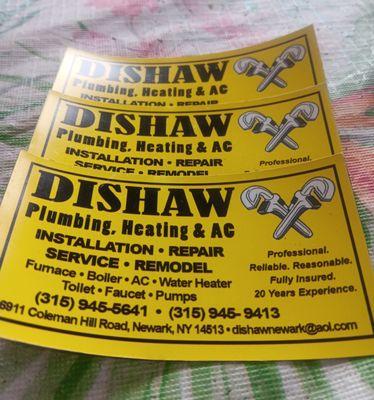 DISHAW
Plumbing, Heating & AC
INSTALLATION • REPAIR
DISHAW
Plumbing, Heating & AC
INSTALLATION • REPAIR
SERVICE • REMODEL
Professional.
DISHAW
Plumbing, Heating & AC
INSTALLATION • REPAIR
SERVICE • REMODEL
Furnace • Boiler • AC • Water Heater
Toilet • Faucet • Pumps
Professional.
Reliable. Reasonable.
Fully Insured.
20 Years Experience.
(315) 945-5641 • (315) 945-9413
6911 Coleman Hill Road, Newark, NY 14513 • dishawnewark@aol.com